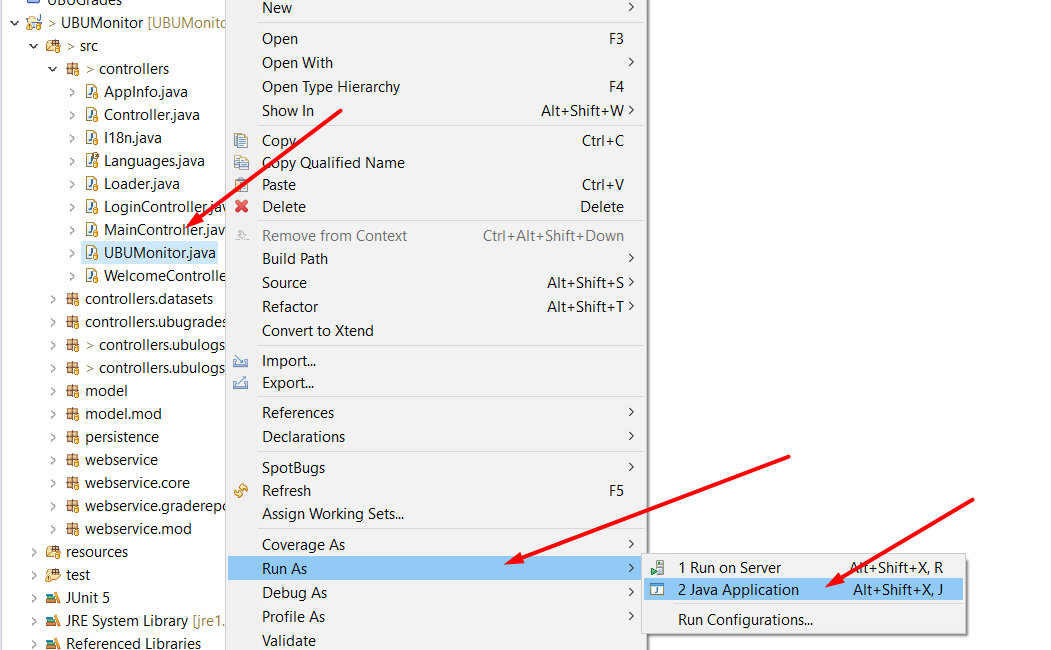 UBUGrades
> UBUMonitor [UBUMonito
> src
> controllers
AppInfo.java
Controller.java
I18n.java
Languages.java
Loader.java
LoginController.jav
MainController.jav
UBUMonitor.java
WelcomeControlle
controllers.datasets
controllers.ubugrades
> controllers.ubulogs
> controllers.ubulogs
model
model.mod
persistence
webservice
webservice.core
webservice.graderepo
webservice.mod
resources
test
JUnit 5
JRE System Library [jre1.
Referenced Libraries
New
Open F3
Open With
Open Type Hierarchy F4
Show In Alt+Shift+W
Copy Ctrl+C
Copy Qualified Name
Paste Ctrl+V
Delete Delete
Remove from Context Ctrl+Alt+Shift+Down
Build Path
Source Alt+Shift+S
Refactor Alt+Shift+T
Convert to Xtend
Import...
Export...
References
Declarations
SpotBugs
Refresh F5
Assign Working Sets...
Coverage As
Run As
Debug As
Profile As
Validate
1 Run on Server Alt+Shift+X, R
2 Java Application Alt+Shift+X, J
Run Configurations...